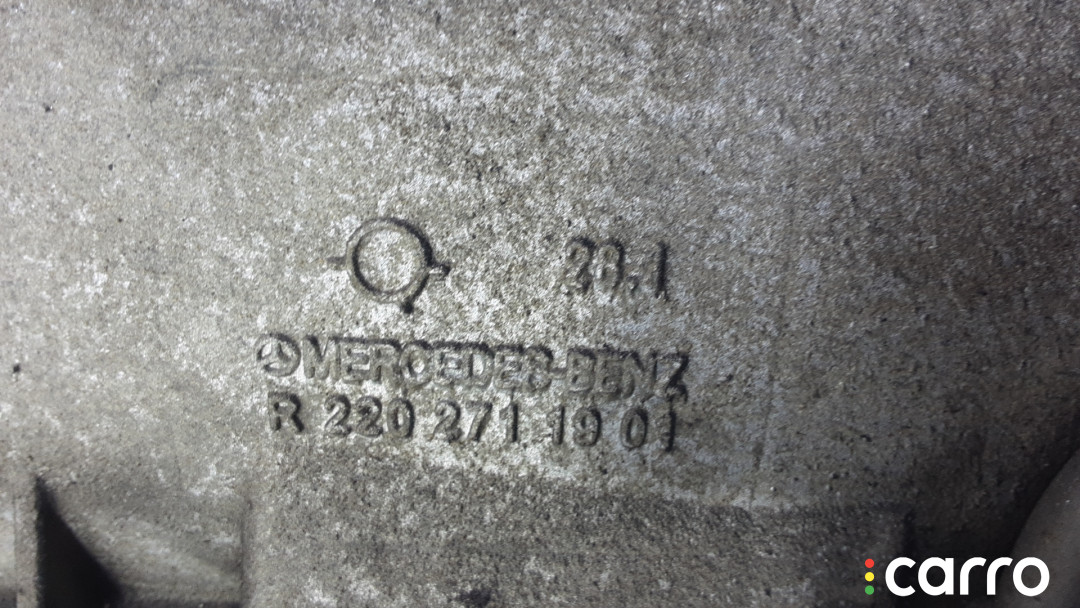 28.1
MERCEDES-BENZ
R 220 271 19 01
carro